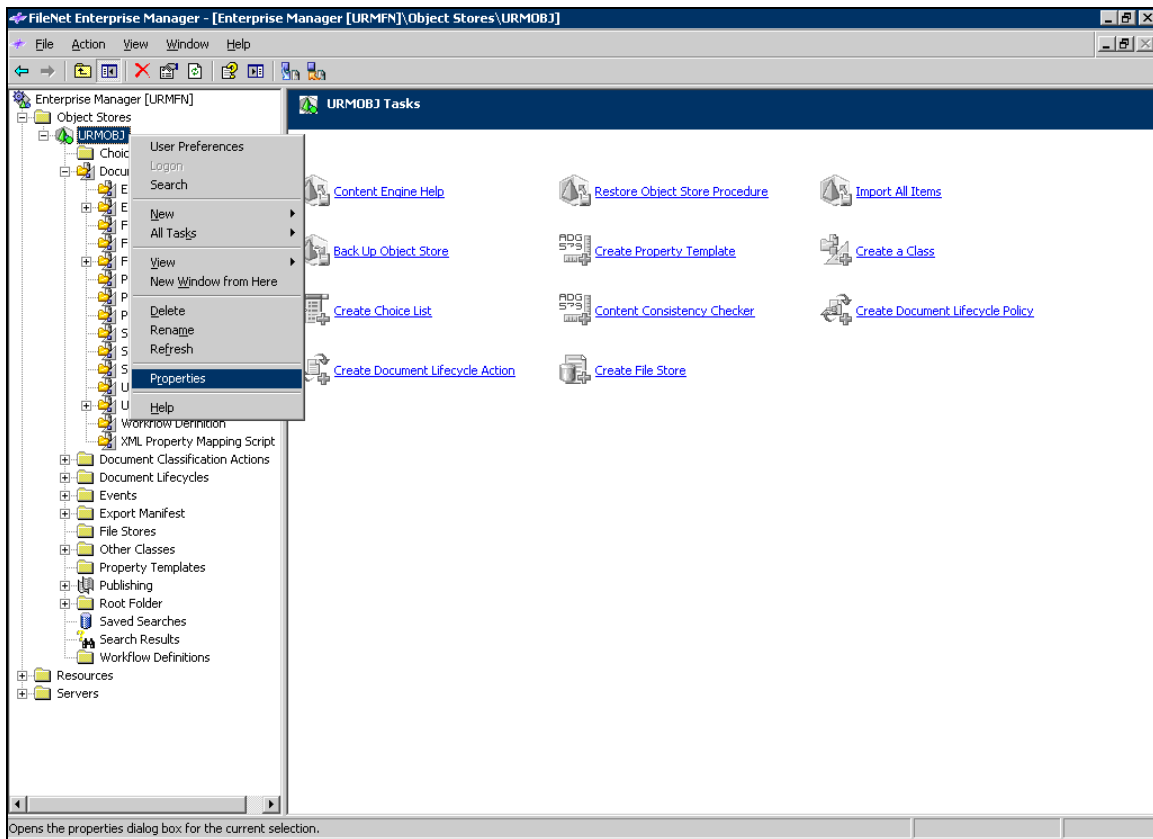 FileNet Enterprise Manager - [Enterprise Manager [URMFN]\Object Stores\URMOBJ]
File Action View Window Help
Enterprise Manager [URMFN]
Object Stores
URMOBJ
Choic
Docu
E
E
F
F
F
P
P
P
S
S
S
U
U
Workflow Definition
XML Property Mapping Script
Document Classification Actions
Document Lifecycles
Events
Export Manifest
File Stores
Other Classes
Property Templates
Publishing
Root Folder
Saved Searches
Search Results
Workflow Definitions
Resources
Servers
User Preferences
Logon
Search
New
All Tasks
View
New Window from Here
Delete
Rename
Refresh
Properties
Help
URMOBJ Tasks
Content Engine Help
Restore Object Store Procedure
Import All Items
Back Up Object Store
Create Property Template
Create a Class
Create Choice List
Content Consistency Checker
Create Document Lifecycle Policy
Create Document Lifecycle Action
Create File Store
Opens the properties dialog box for the current selection.